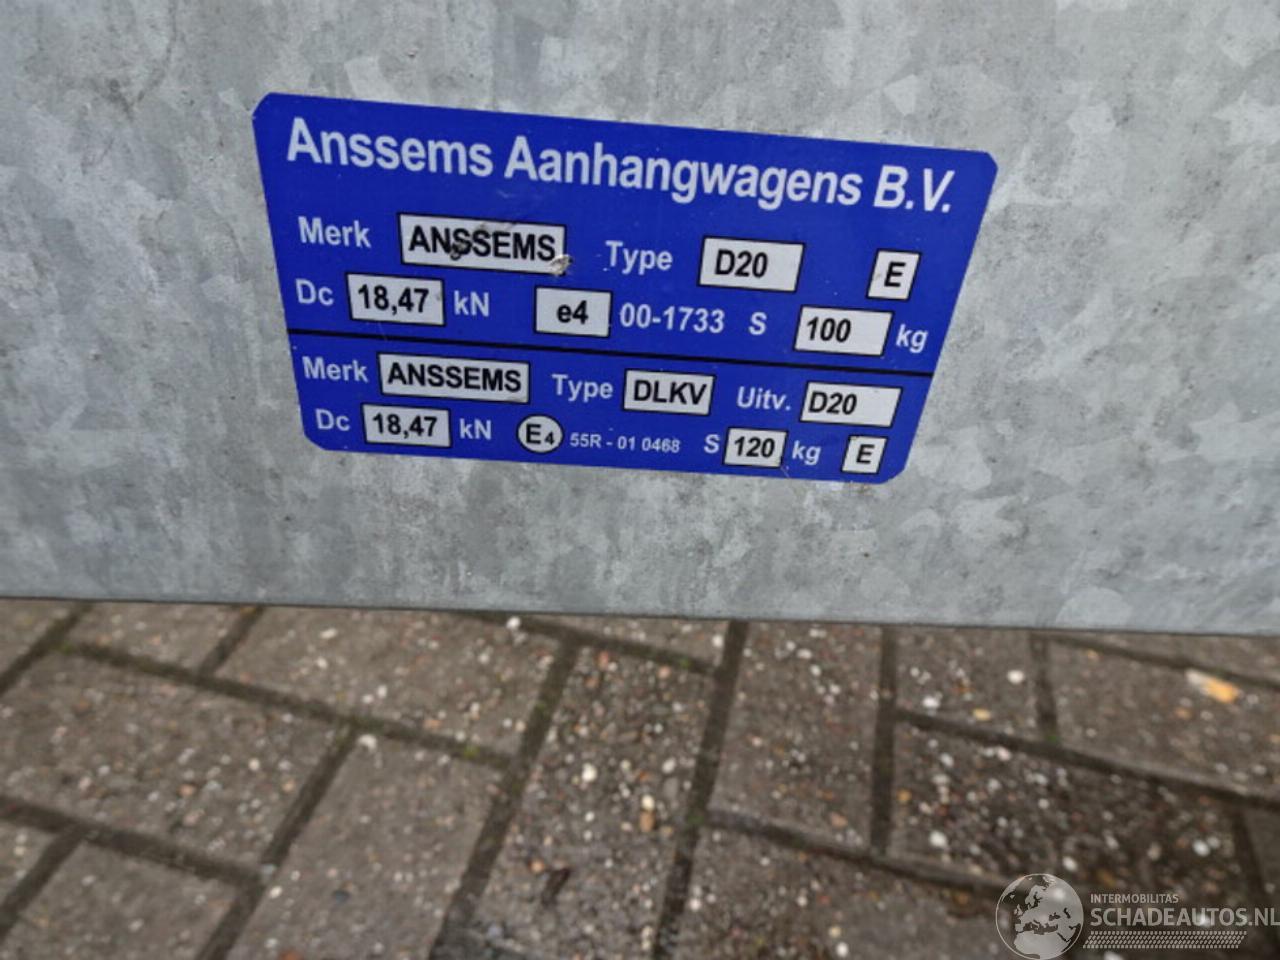 Anssems Aanhangwagens B.V.
Merk ANSSEMS Type D20 E
Dc 18,47 kN e4 00-1733 S 100 kg
Merk ANSSEMS Type DLKV Uitv. D20
Dc 18,47 kN E4 55R - 01 0468 S 120 kg E
INTERMOBILITAS
SCHADEAUTOS.NL